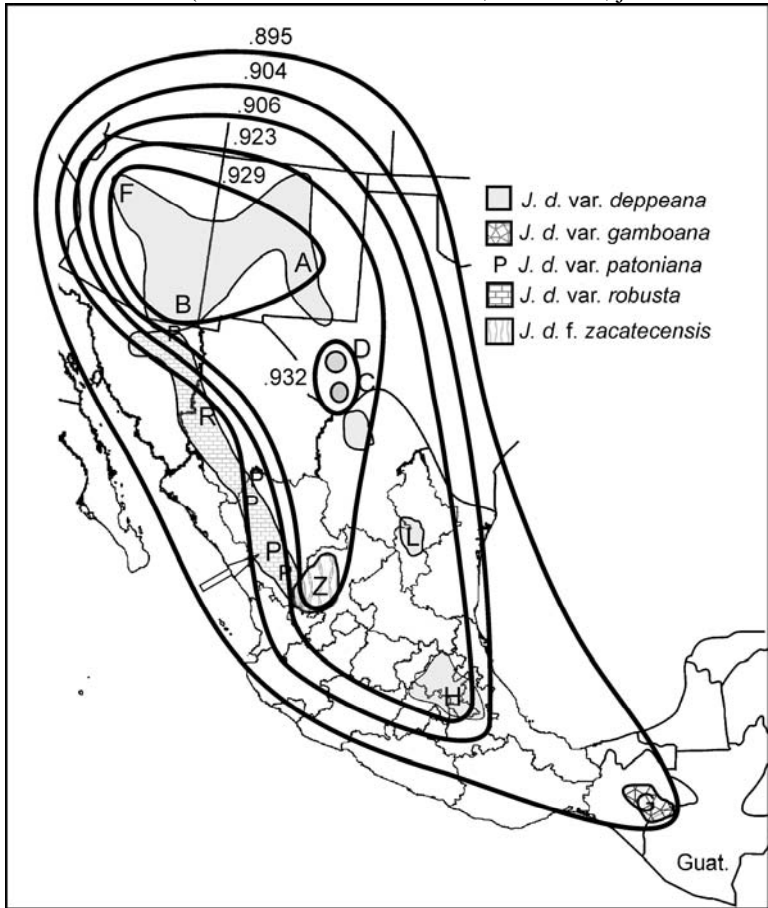 .895
.904
.906
.923
.929
F
A
B
J. d. var. deppeana
J. d. var. gamboana
P J. d. var. patoniana
J. d. var. robusta
J. d. f. zacatecensis
P
D
.932
C
R
P
P
L
P
P
Z
H
G
Guat.